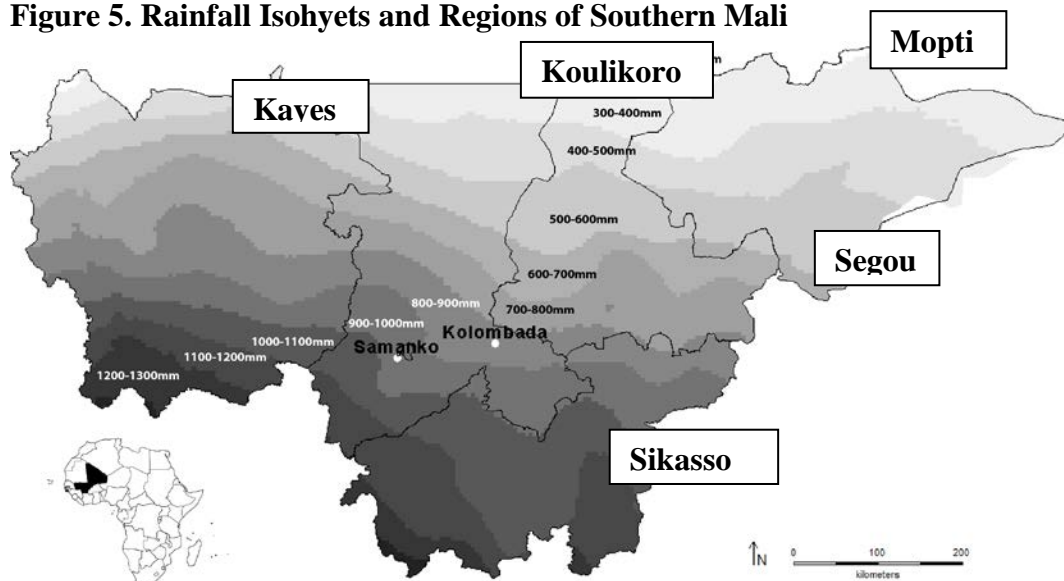 Figure 5. Rainfall Isohyets and Regions of Southern Mali
Mopti
Koulikoro
Kayes
300-400mm
400-500mm
500-600mm
Segou
600-700mm
800-900mm
700-800mm
900-1000mm
Kolombada
1000-1100mm
Samanko
1100-1200mm
1200-1300mm
Sikasso
N
0 100 200
kilometers